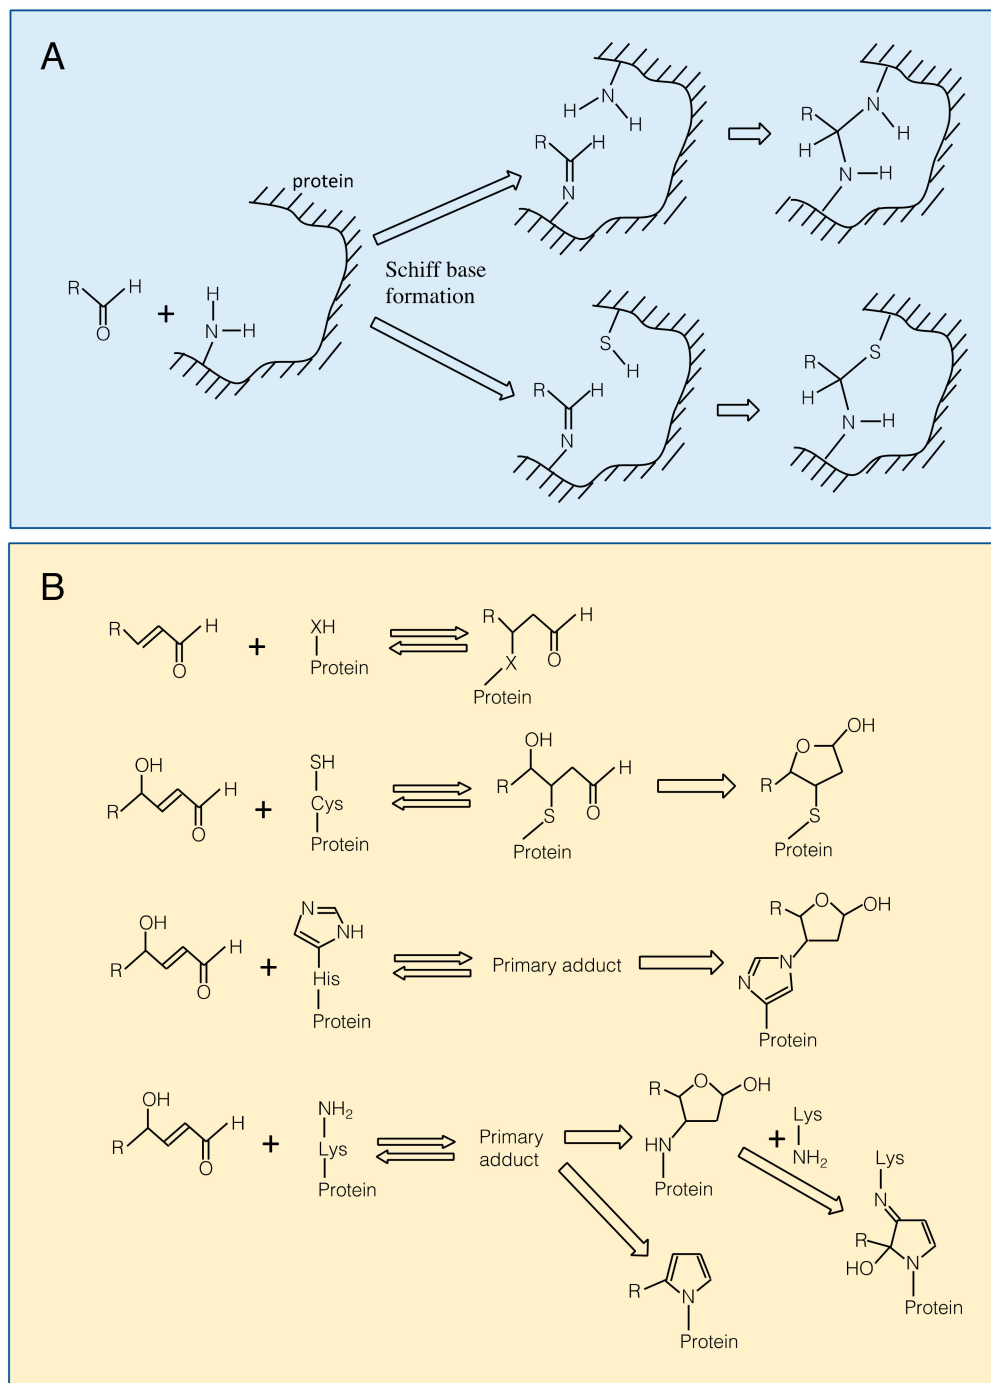 A
protein
H
H
N
H
R
H
N
R
N
H
H
N
H
R
H
O
+
H
N
H
Schiff base
formation
S
H
R
H
N
R
S
H
N
H
B
R
H
O
+
XH
Protein
R
H
O
X
Protein
OH
R
H
O
+
SH
Cys
Protein
OH
R
H
O
S
Protein
O
OH
R
S
Protein
OH
R
H
O
+
N
NH
His
Protein
Primary adduct
R
O
OH
N
N
Protein
OH
R
H
O
+
NH2
Lys
Protein
Primary
adduct
R
O
OH
HN
Protein
+
Lys
NH2
Lys
N
R
HO
N
Protein
R
N
Protein